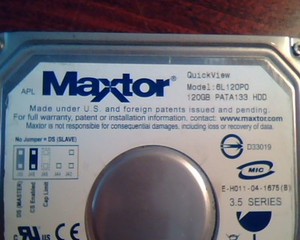 QuickView
APL Maxtor® Model: 6L120P0
120GB PATA133 HDD
Made under U.S. and foreign patents issued and pending.
For full warranty, patent or installation information, contact: www.maxtor.com
Maxtor is not responsible for consequential damages, including loss or recovery of data.
No Jumper = DS (SLAVE)
DS (MASTER)
CS Enabled
Cap Limit
D33019
MIC
E-H011-04-1675(B)
3.5 SERIES